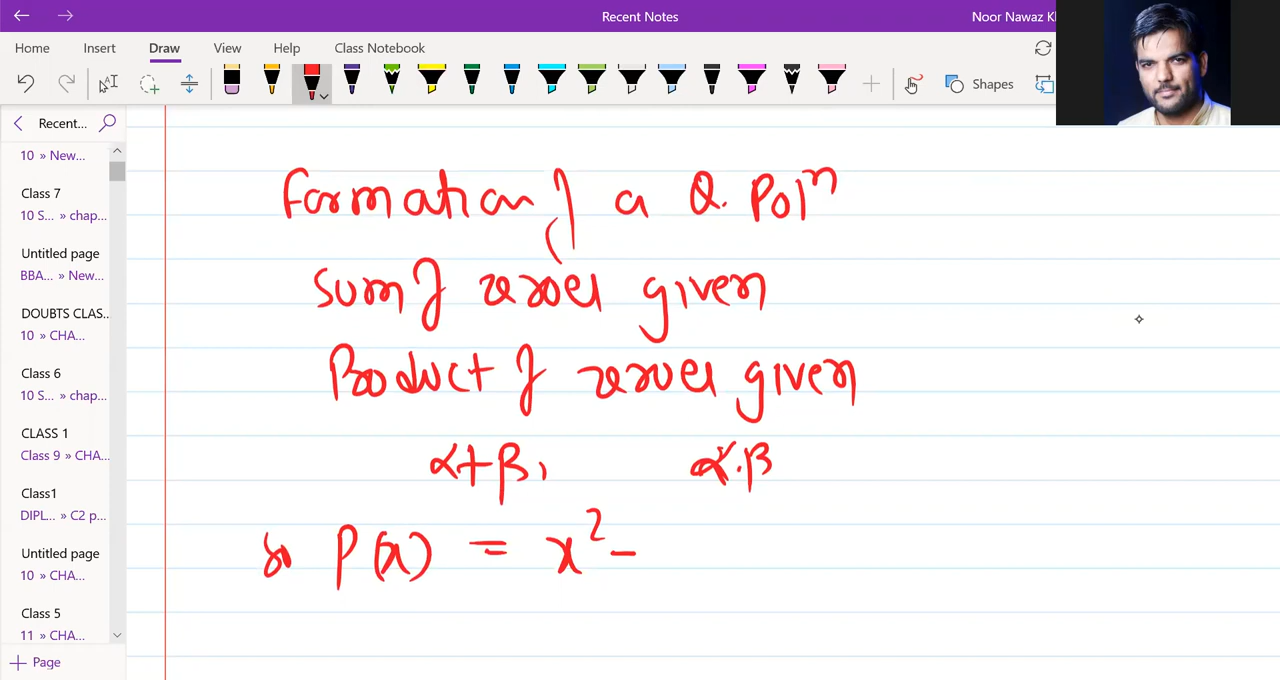 Recent Notes
Noor Nawaz Kh
Home Insert Draw View Help Class Notebook
Shapes
Recent...
10 » New...
Class 7
10 S... » chap...
Untitled page
BBA... » New...
DOUBTS CLAS...
10 » CHA...
Class 6
10 S... » chap...
CLASS 1
Class 9 » CHA...
Class1
DIPL... » C2 p...
Untitled page
10 » CHA...
Class 5
11 » CHA...
+ Page
Formation of a Q. Polⁿ
Sum of zeroes given
Product of zeroes given
α+β, α.β
so P(x) = x² -